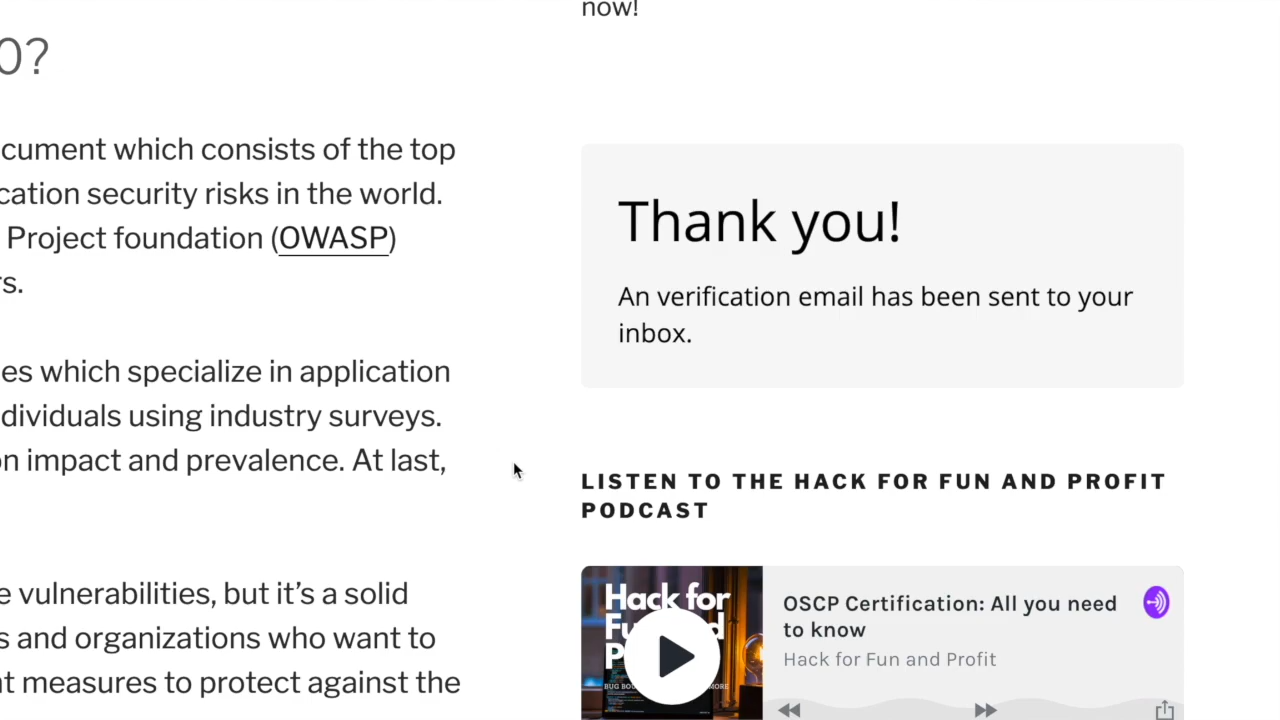 now!
0?
cument which consists of the top
cation security risks in the world.
Project foundation (OWASP)
rs.
es which specialize in application
dividuals using industry surveys.
on impact and prevalence. At last,
e vulnerabilities, but it's a solid
s and organizations who want to
nt measures to protect against the
Thank you!
An verification email has been sent to your
inbox.
LISTEN TO THE HACK FOR FUN AND PROFIT
PODCAST
Hack for
OSCP Certification: All you need
to know
Hack for Fun and Profit